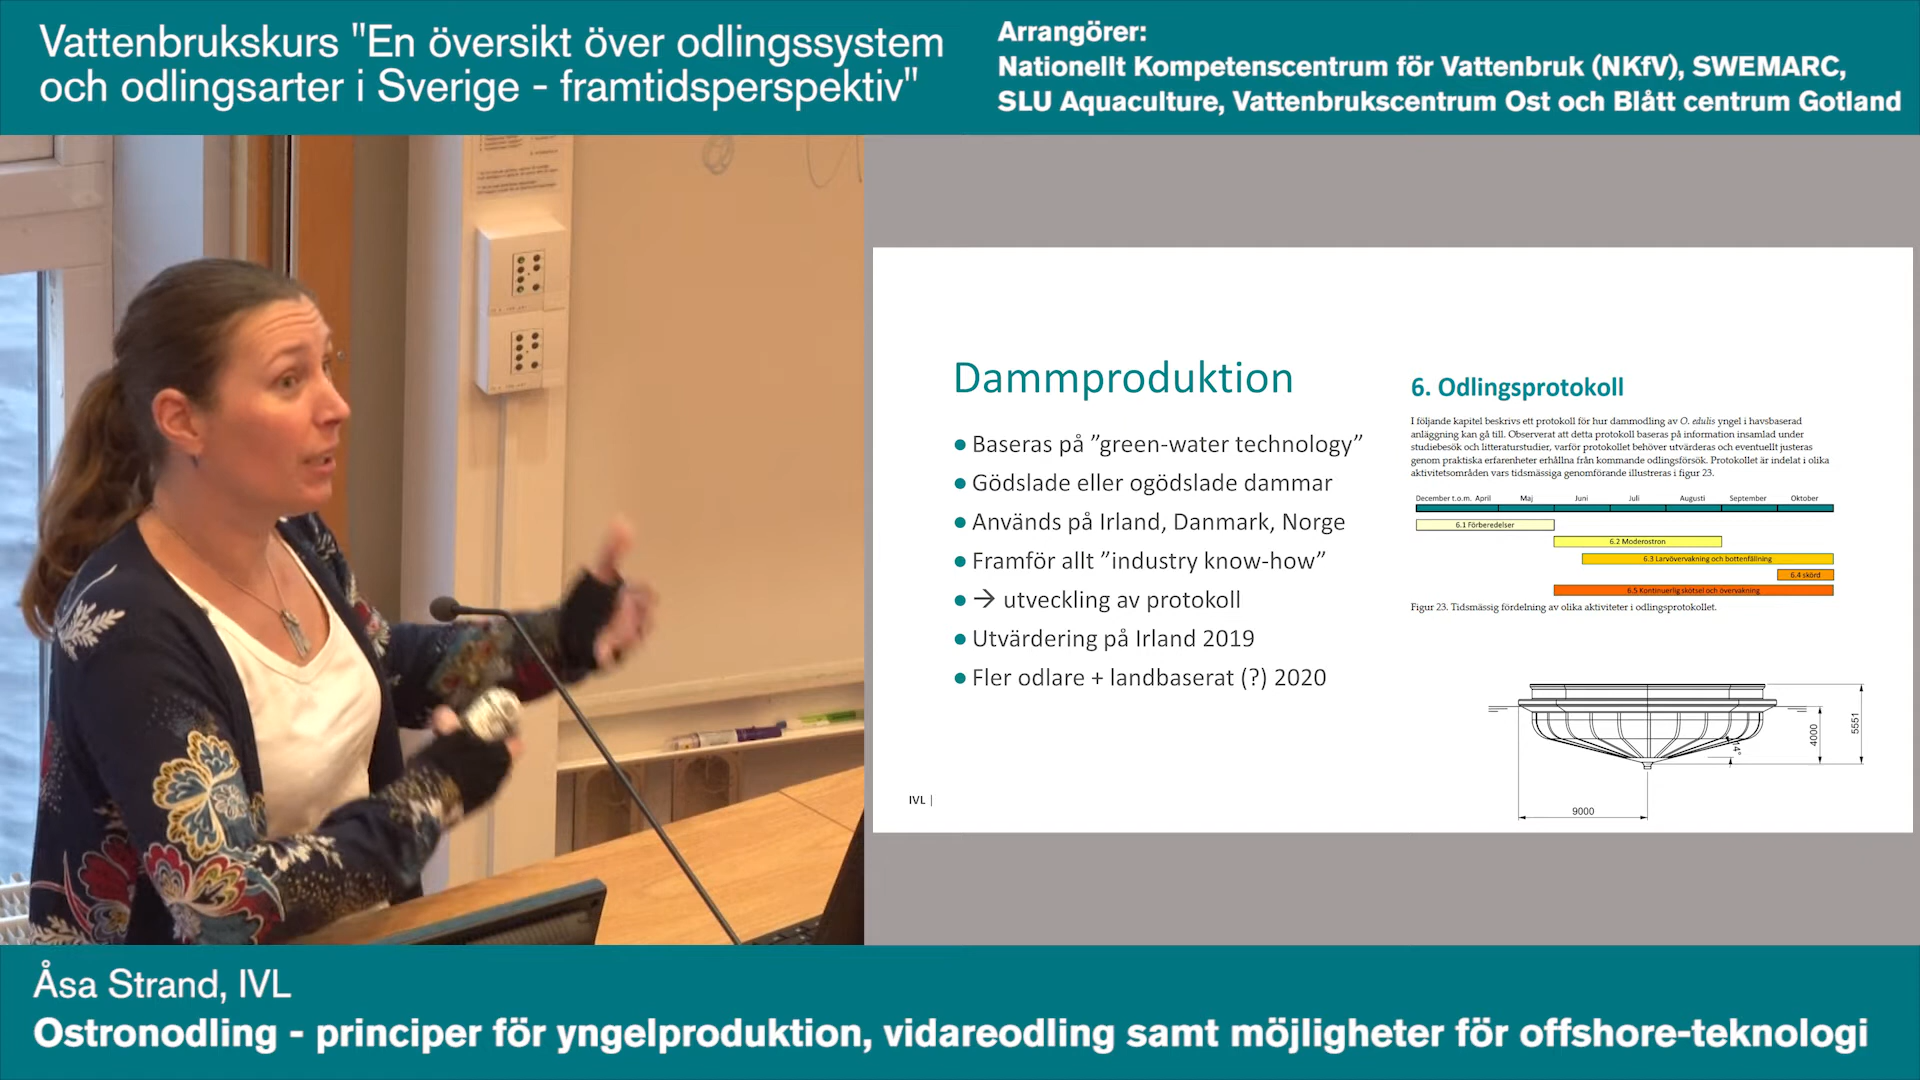 Vattenbrukskurs "En översikt över odlingssystem
och odlingsarter i Sverige - framtidsperspektiv"
Arrangörer:
Nationellt Kompetenscentrum för Vattenbruk (NKfV), SWEMARC,
SLU Aquaculture, Vattenbrukscentrum Ost och Blått centrum Gotland
Dammproduktion
● Baseras på ”green-water technology”
● Gödslade eller ogödslade dammar
● Används på Irland, Danmark, Norge
● Framför allt ”industry know-how”
● → utveckling av protokoll
● Utvärdering på Irland 2019
● Fler odlare + landbaserat (?) 2020
IVL |
6. Odlingsprotokoll
I följande kapitel beskrivs ett protokoll för hur dammodling av O. edulis yngel i havsbaserad
anläggning kan gå till. Observerat att detta protokoll baseras på information insamlad under
studiebesök och litteraturstudier, varför protokollet behöver utvärderas och eventuellt justeras
genom praktiska erfarenheter erhållna från kommande odlingsförsök. Protokollet är indelat i olika
aktivitetsområden vars tidsmässiga genomförande illustreras i figur 23.
December t.o.m. April Maj Juni Juli Augusti September Oktober
6.1 Förberedelser
6.2 Moderostron
6.3 Larvövervakning och bottenfällning
6.4 skörd
6.5 Kontinuerlig skötsel och övervakning
Figur 23. Tidsmässig fördelning av olika aktiviteter i odlingsprotokollet.
4000
5551
9000
Åsa Strand, IVL
Ostronodling - principer för yngelproduktion, vidareodling samt möjligheter för offshore-teknologi